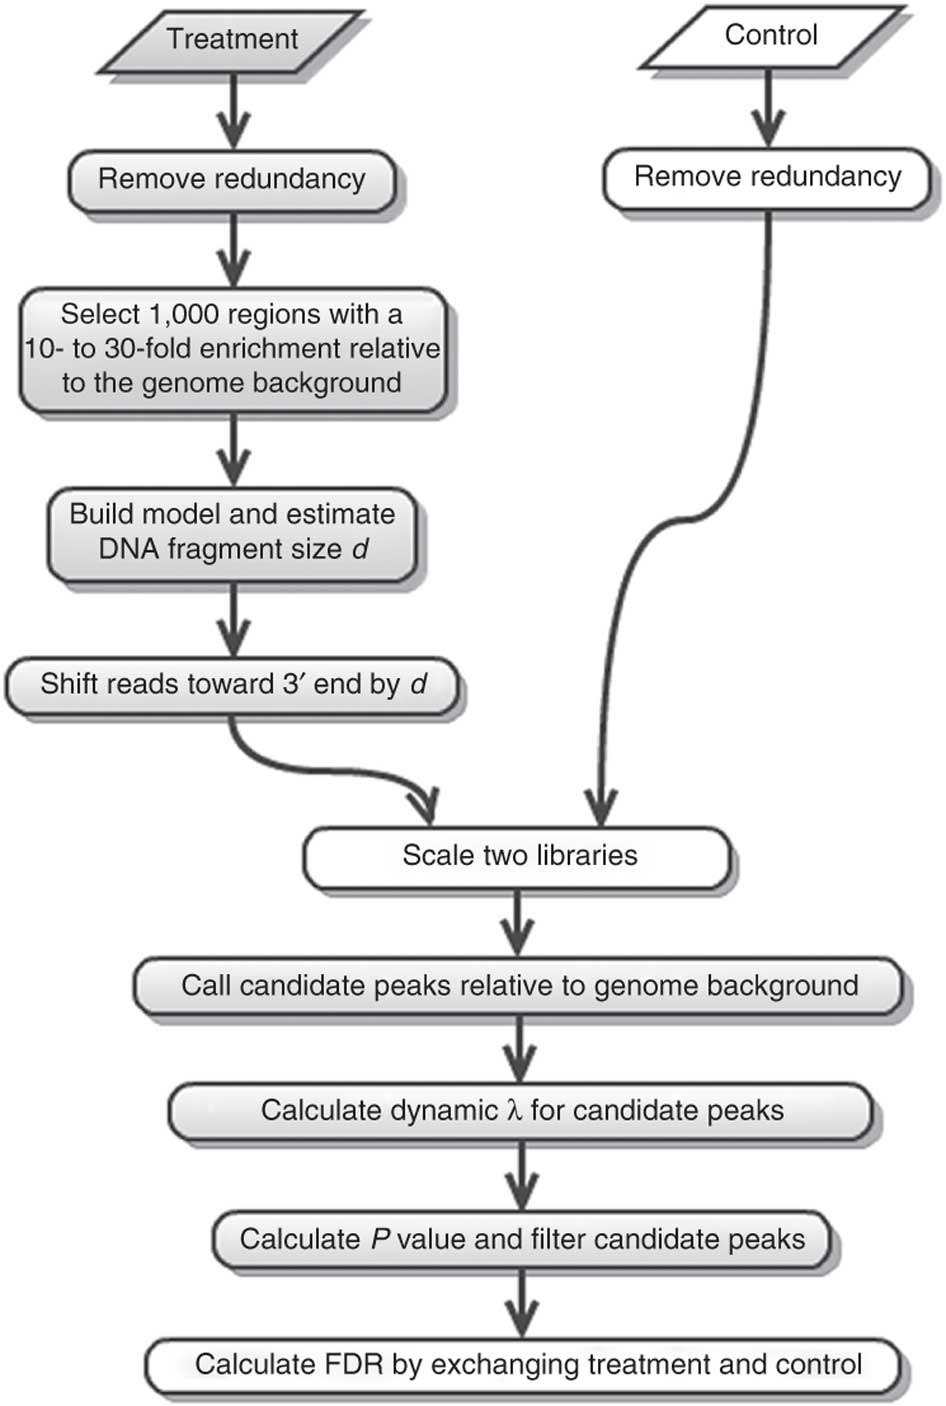 Treatment
Control
Remove redundancy
Remove redundancy
Select 1,000 regions with a
10- to 30-fold enrichment relative
to the genome background
Build model and estimate
DNA fragment size d
Shift reads toward 3′ end by d
Scale two libraries
Call candidate peaks relative to genome background
Calculate dynamic λ for candidate peaks
Calculate P value and filter candidate peaks
Calculate FDR by exchanging treatment and control